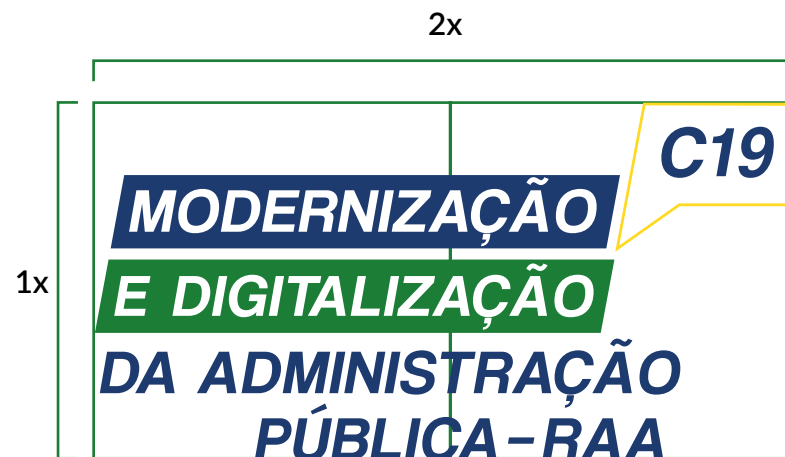 2x
C19
MODERNIZAÇÃO
1x
E DIGITALIZAÇÃO
DA ADMINISTRAÇÃO
PÚBLICA-RAA